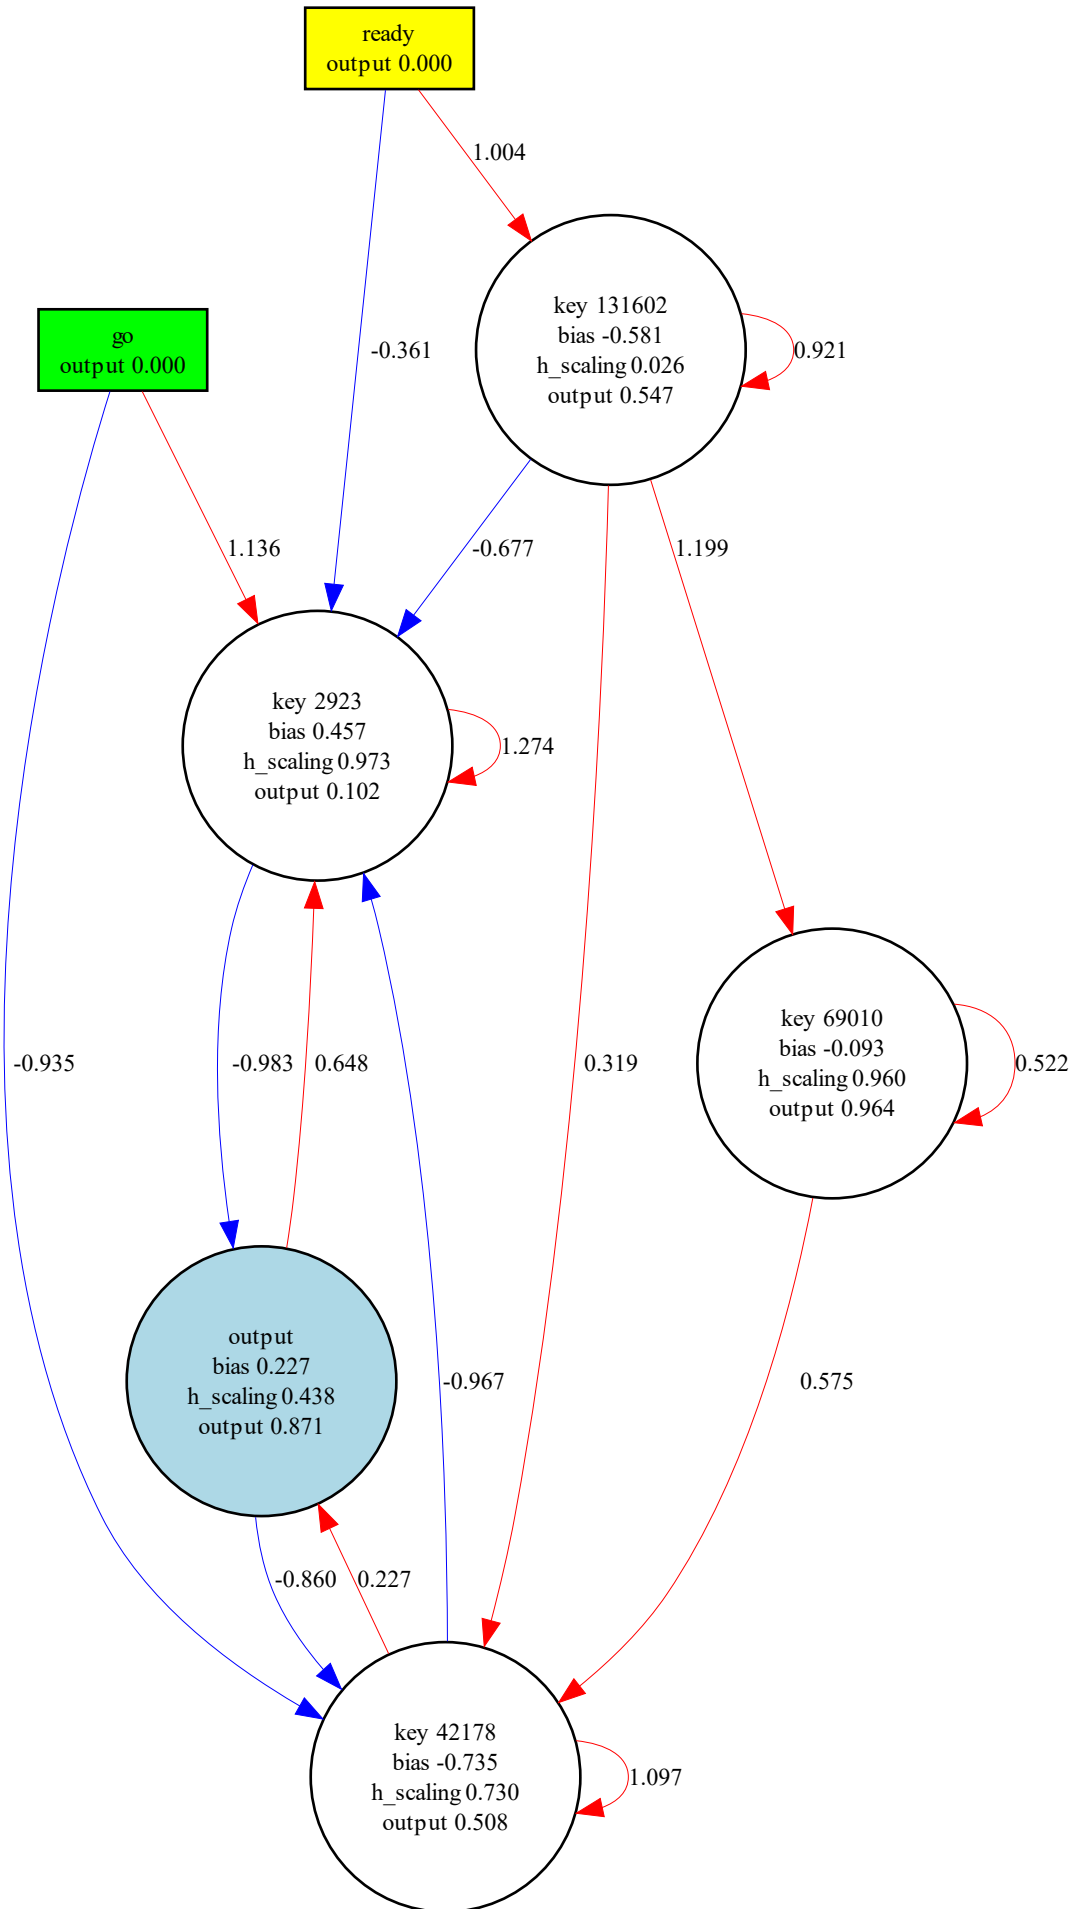 ready
output 0.000
1.004
key 131602
bias -0.581
h_scaling 0.026
output 0.547
0.921
go
output 0.000
-0.361
1.136
-0.677
1.199
key 2923
bias 0.457
h_scaling 0.973
output 0.102
1.274
key 69010
bias -0.093
h_scaling 0.960
output 0.964
0.522
-0.935
-0.983
0.648
0.319
output
bias 0.227
h_scaling 0.438
output 0.871
-0.967
0.575
-0.860
0.227
key 42178
bias -0.735
h_scaling 0.730
output 0.508
1.097